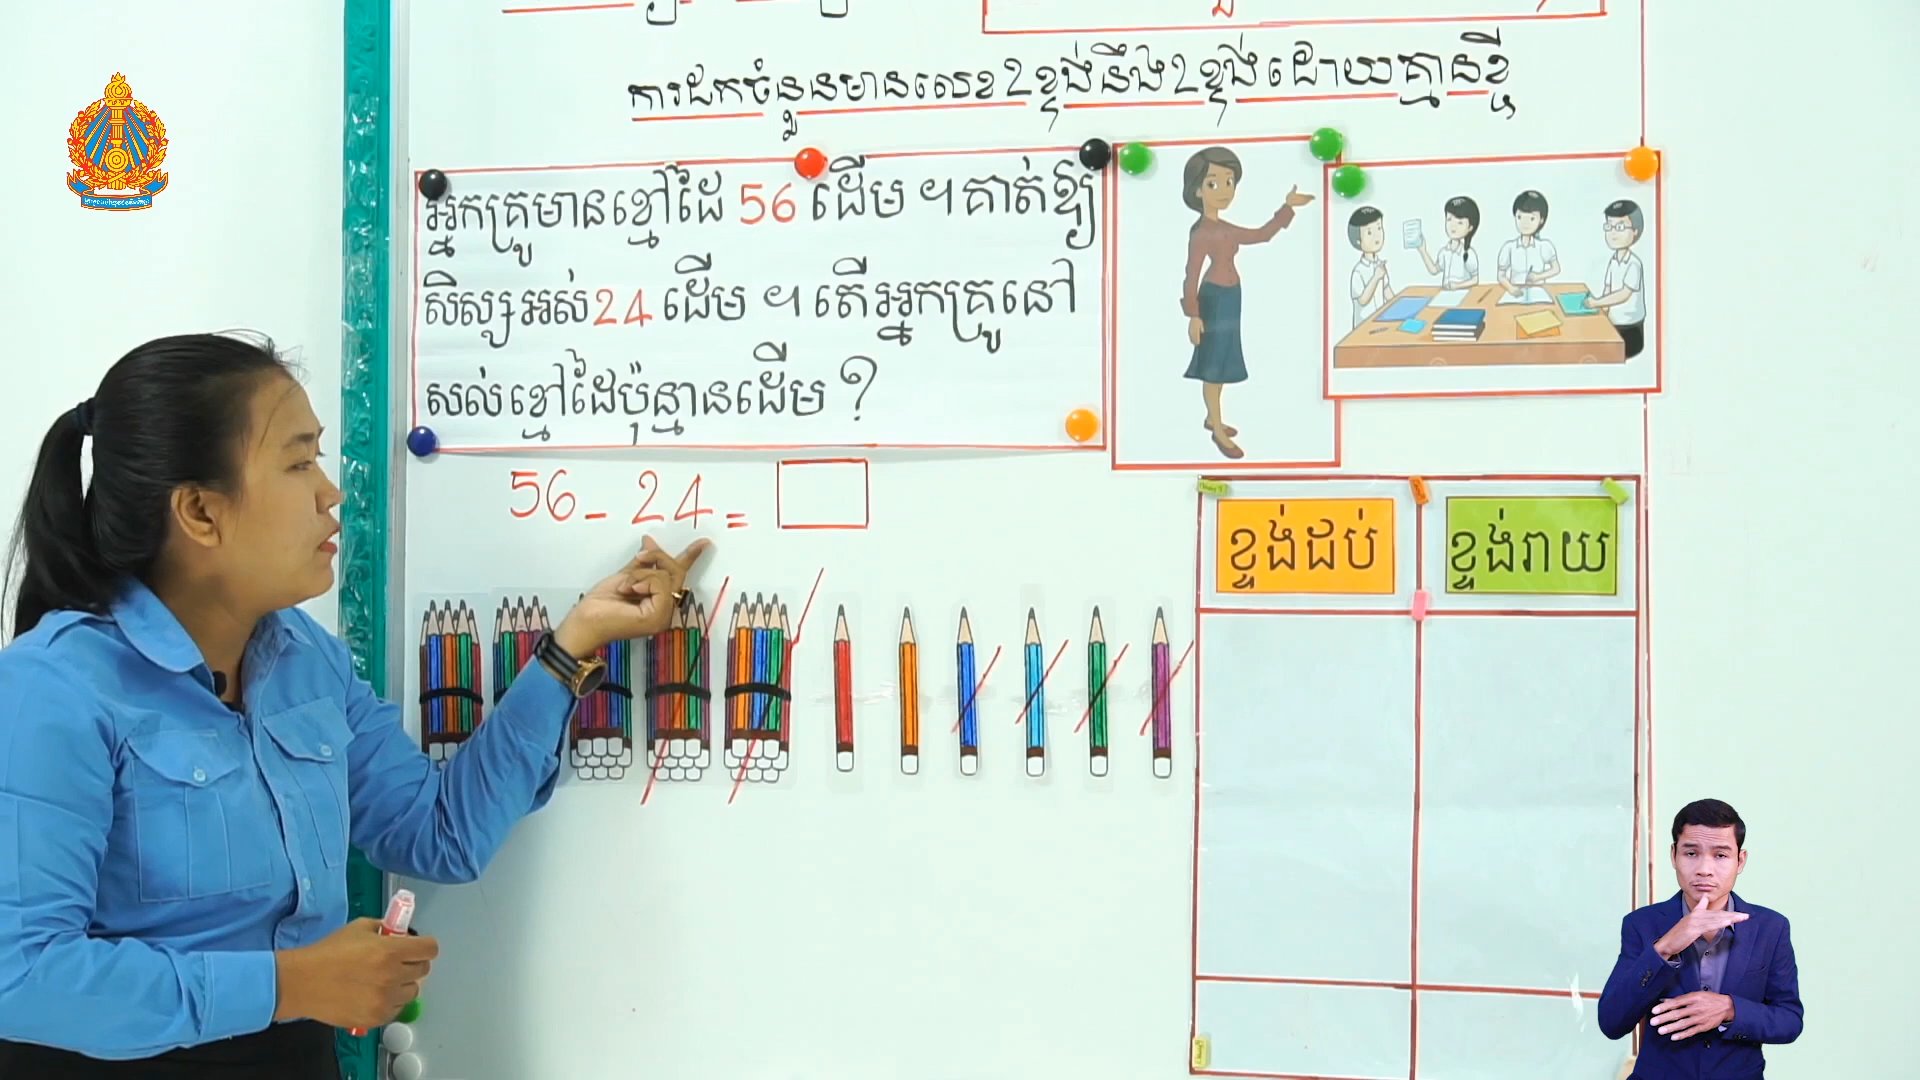 ការដកចំនួនមានលេខ2ខ្ទង់នឹង2ខ្ទង់ដោយគ្មានខ្ចី
អ្នកគ្រូមានខ្មៅដៃ 56 ដើម ។ គាត់ឱ្យ
សិស្សអស់ 24 ដើម ។ តើអ្នកគ្រូនៅ
សល់ខ្មៅដៃប៉ុន្មានដើម ?
56 - 24 =
ខ្ទង់ដប់ ខ្ទង់រាយ